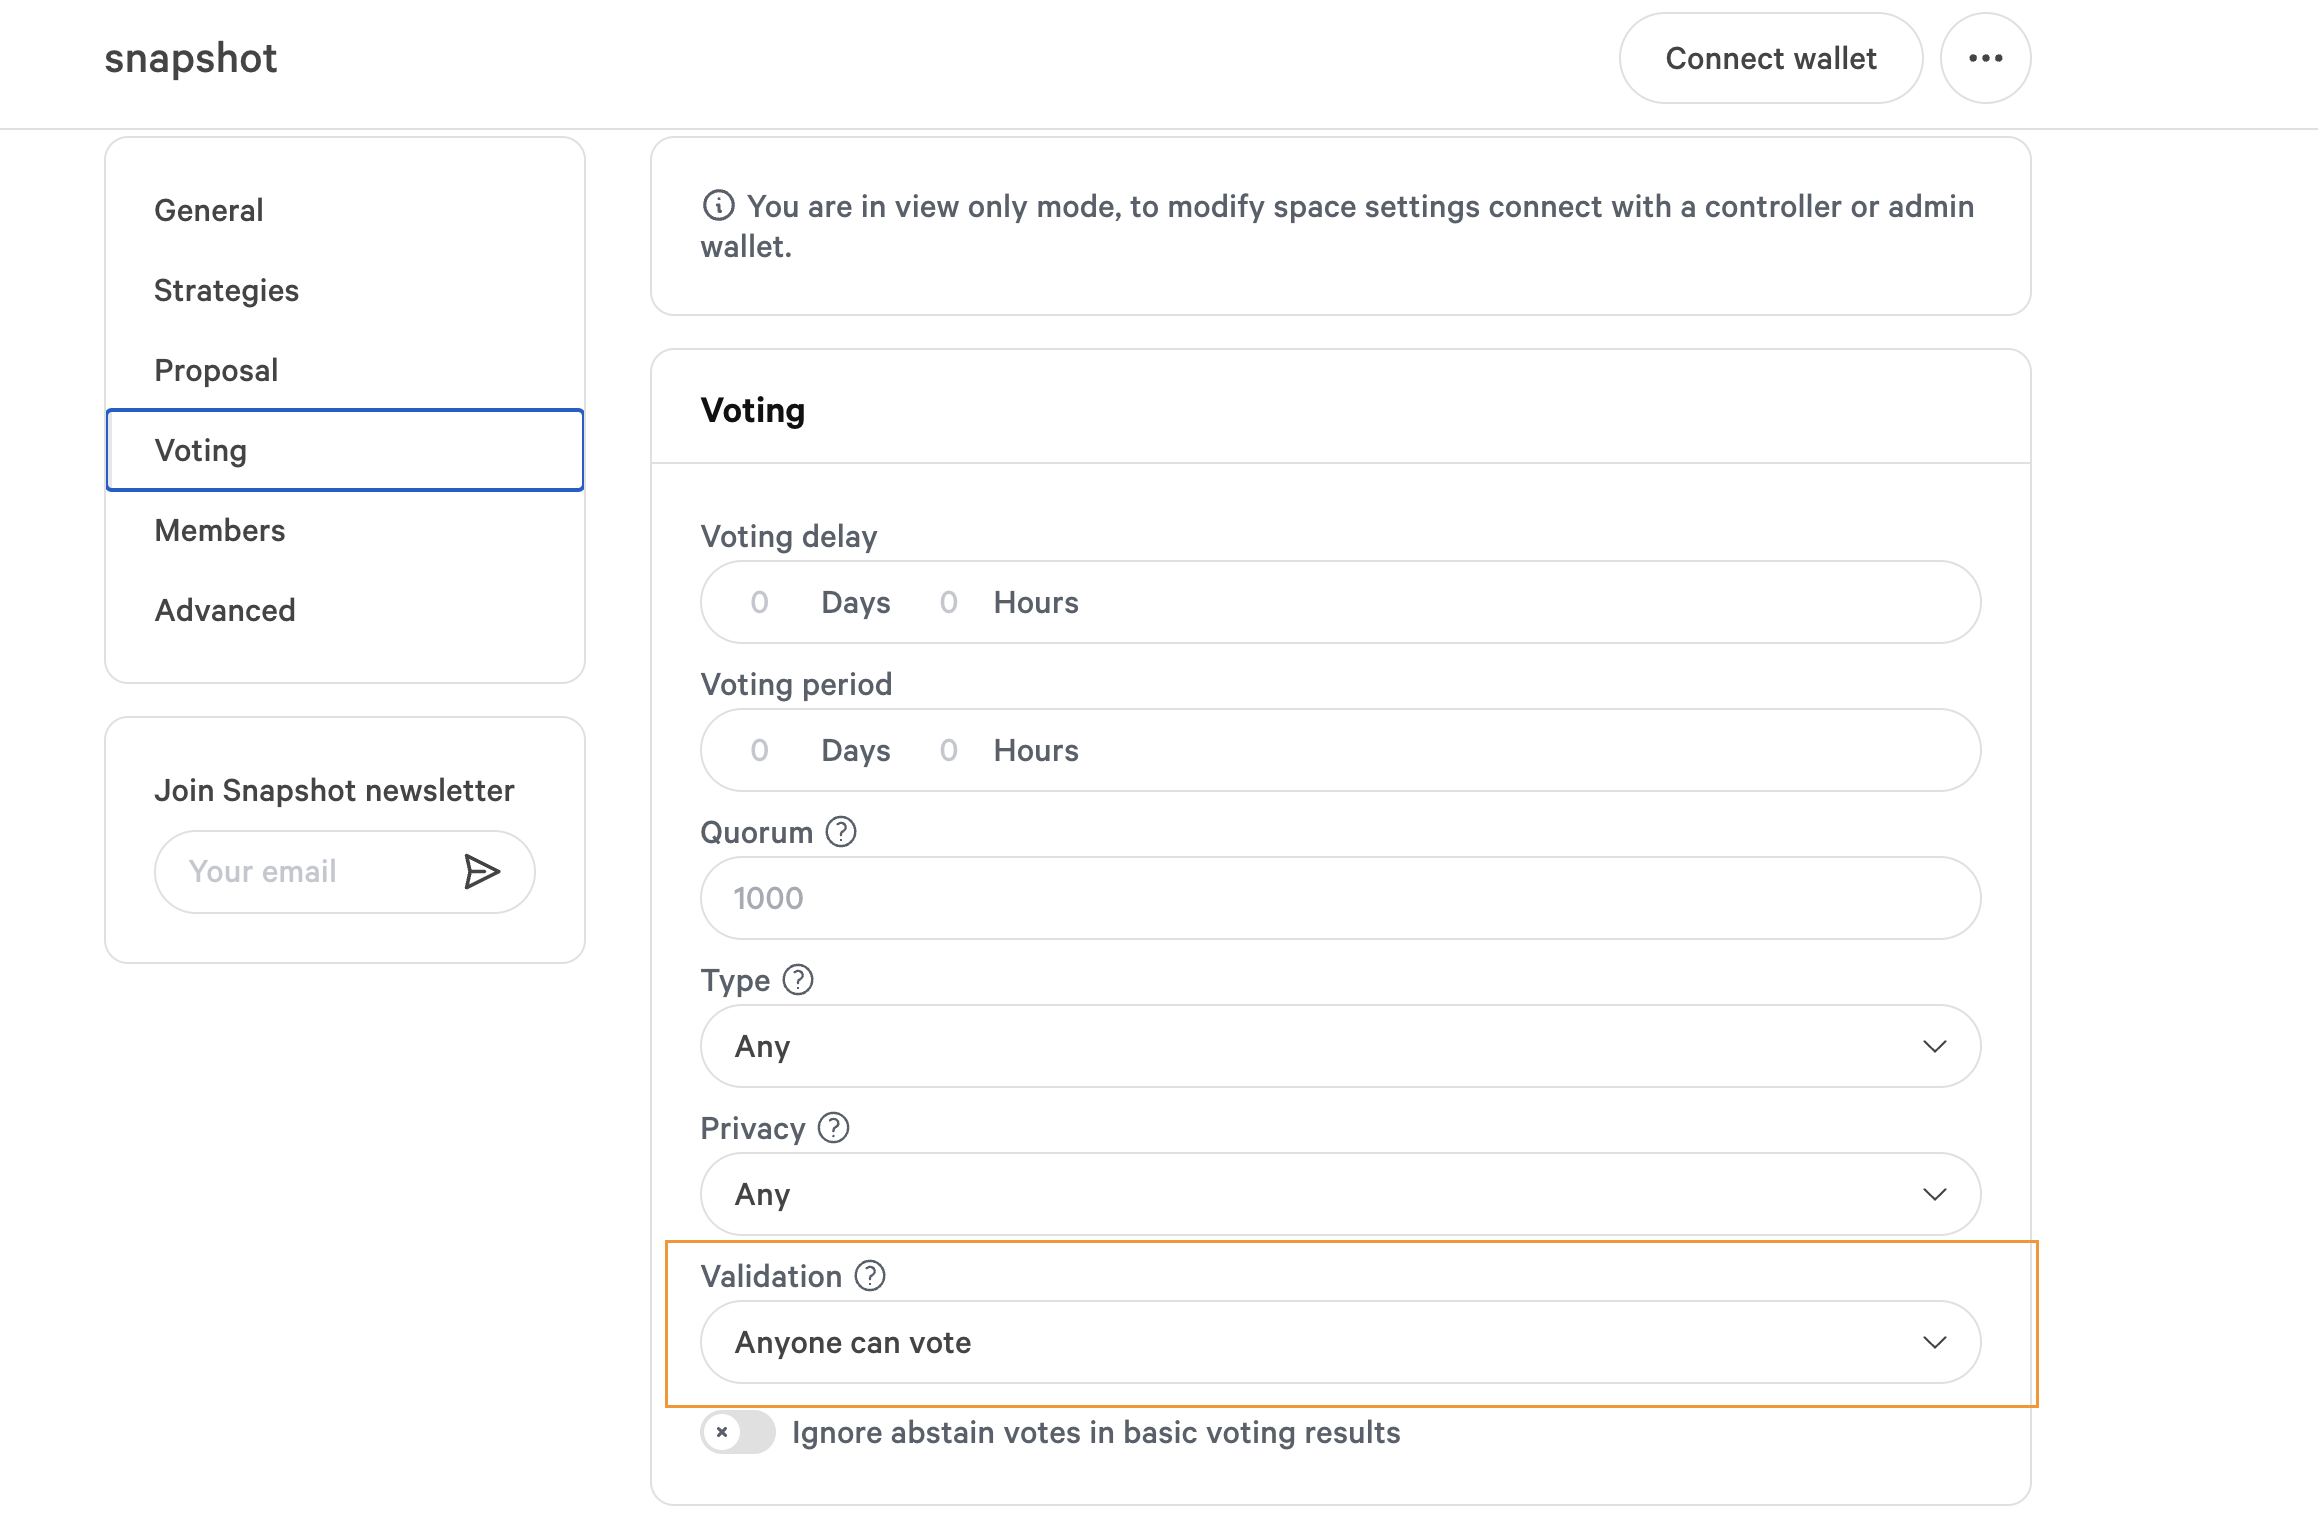 snapshot
Connect wallet
General
Strategies
Proposal
Voting
Members
Advanced
Join Snapshot newsletter
Your email
You are in view only mode, to modify space settings connect with a controller or admin
wallet.
Voting
Voting delay
0 Days 0 Hours
Voting period
0 Days 0 Hours
Quorum
1000
Type
Any
Privacy
Any
Validation
Anyone can vote
Ignore abstain votes in basic voting results